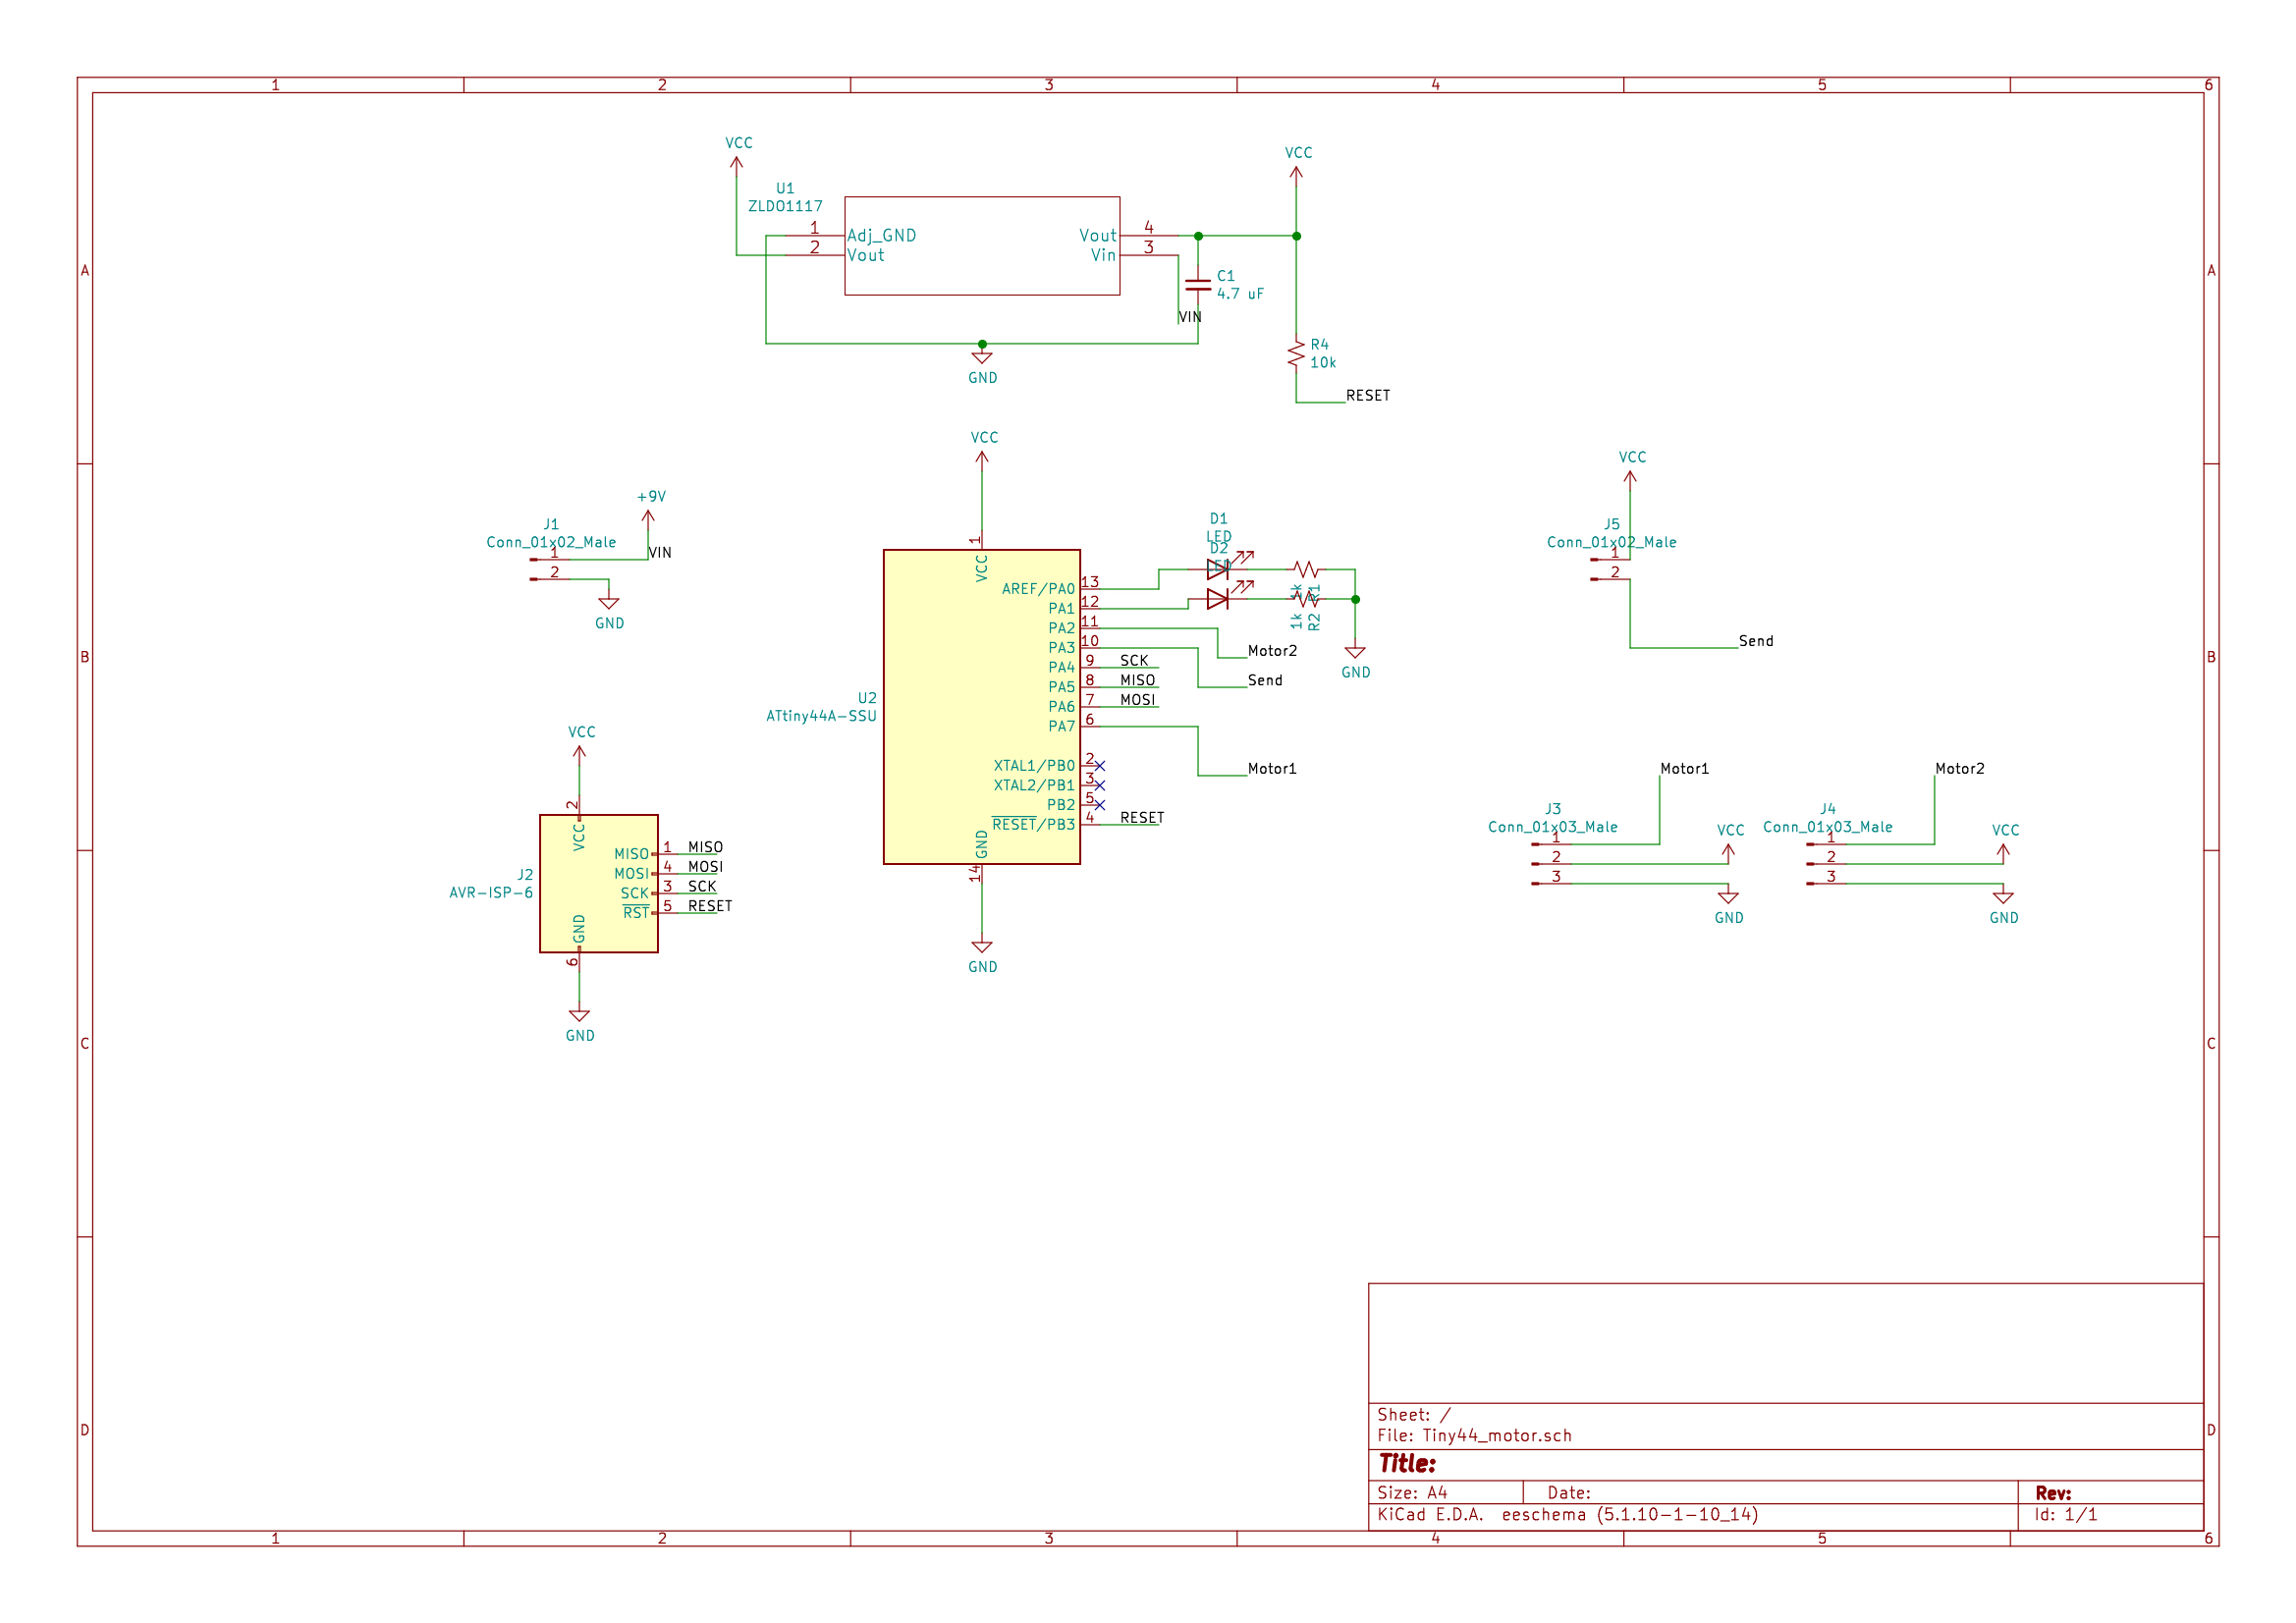 1 2 3 4 5 6
A A
VCC
VCC
U1
ZLDO1117
1 Adj_GND
2 Vout
Vout 4
Vin 3
C1
4.7 uF
VIN
GND
R4
10k
RESET
B B
VCC
+9V
J1
Conn_01x02_Male
1
2
VIN
GND
1
VCC
AREF/PA0 13
PA1 12
PA2 11
PA3 10
PA4 9
PA5 8
PA6 7
PA7 6
XTAL1/PB0 2
XTAL2/PB1 3
PB2 5
RESET/PB3 4
GND
14
U2
ATtiny44A-SSU
GND
D1
LED
D2
LED
1k
R1
1k
R2
GND
Motor2
SCK
Send
MISO
MOSI
Motor1
RESET
VCC
J5
Conn_01x02_Male
1
2
Send
VCC
2
VCC
J2
AVR-ISP-6
MISO 1 MISO
MOSI 4 MOSI
SCK 3 SCK
RST 5 RESET
GND
6
GND
Motor1
J3
Conn_01x03_Male
1
2
3
VCC
GND
Motor2
J4
Conn_01x03_Male
1
2
3
VCC
GND
C C
D D
Sheet: /
File: Tiny44_motor.sch
Title:
Size: A4 Date: Rev:
KiCad E.D.A. eeschema (5.1.10-1-10_14) Id: 1/1
1 2 3 4 5 6